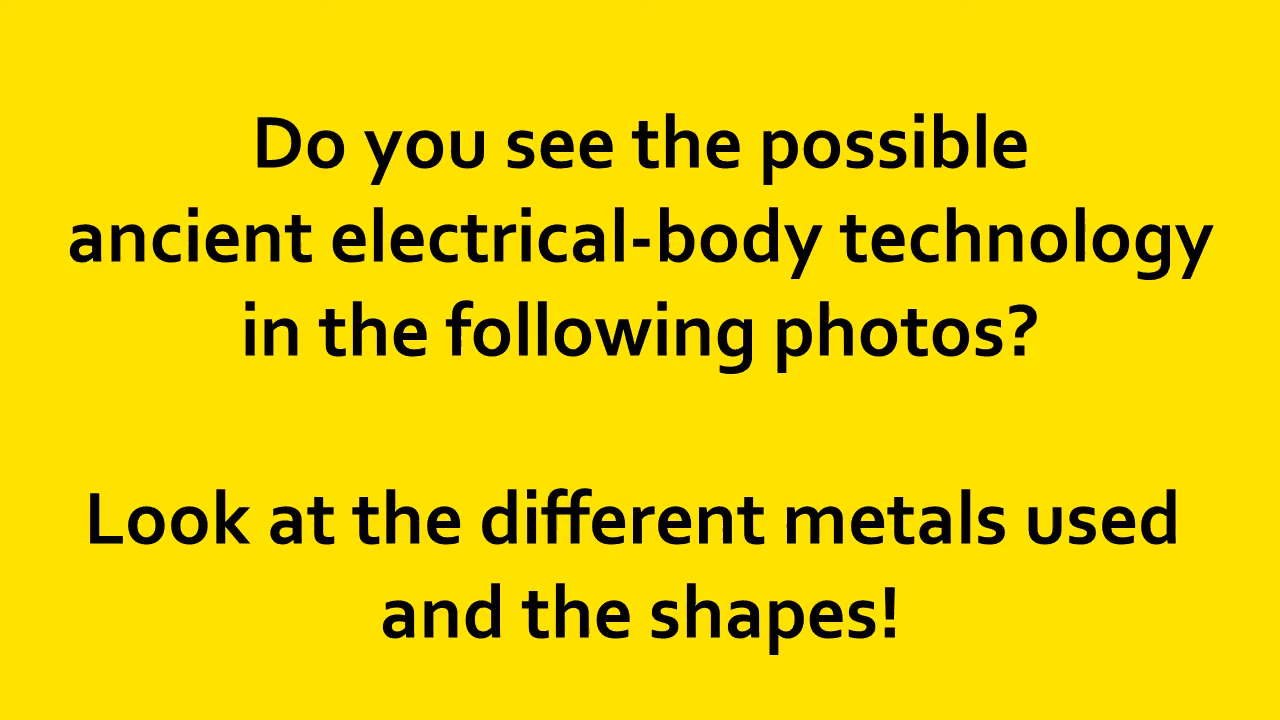 Do you see the possible
ancient electrical-body technology
in the following photos?
Look at the different metals used
and the shapes!